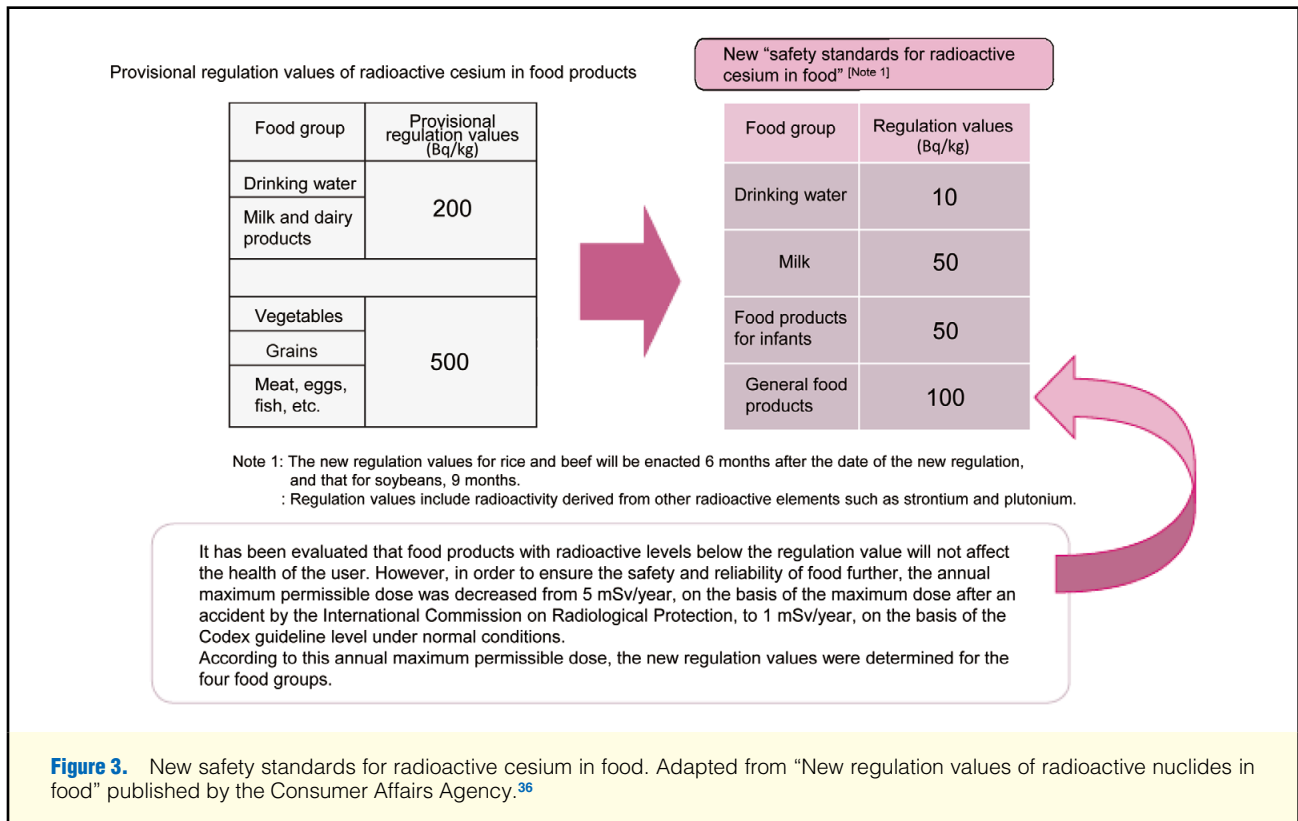 Provisional regulation values of radioactive cesium in food products
Food group
Provisional
regulation values
(Bq/kg)
Drinking water
Milk and dairy
products
200
Vegetables
Grains
Meat, eggs,
fish, etc.
500
New “safety standards for radioactive
cesium in food” [Note 1]
Food group
Regulation values
(Bq/kg)
Drinking water
10
Milk
50
Food products
for infants
50
General food
products
100
Note 1: The new regulation values for rice and beef will be enacted 6 months after the date of the new regulation,
and that for soybeans, 9 months.
: Regulation values include radioactivity derived from other radioactive elements such as strontium and plutonium.
It has been evaluated that food products with radioactive levels below the regulation value will not affect
the health of the user. However, in order to ensure the safety and reliability of food further, the annual
maximum permissible dose was decreased from 5 mSv/year, on the basis of the maximum dose after an
accident by the International Commission on Radiological Protection, to 1 mSv/year, on the basis of the
Codex guideline level under normal conditions.
According to this annual maximum permissible dose, the new regulation values were determined for the
four food groups.
Figure 3. New safety standards for radioactive cesium in food. Adapted from “New regulation values of radioactive nuclides in
food” published by the Consumer Affairs Agency.36